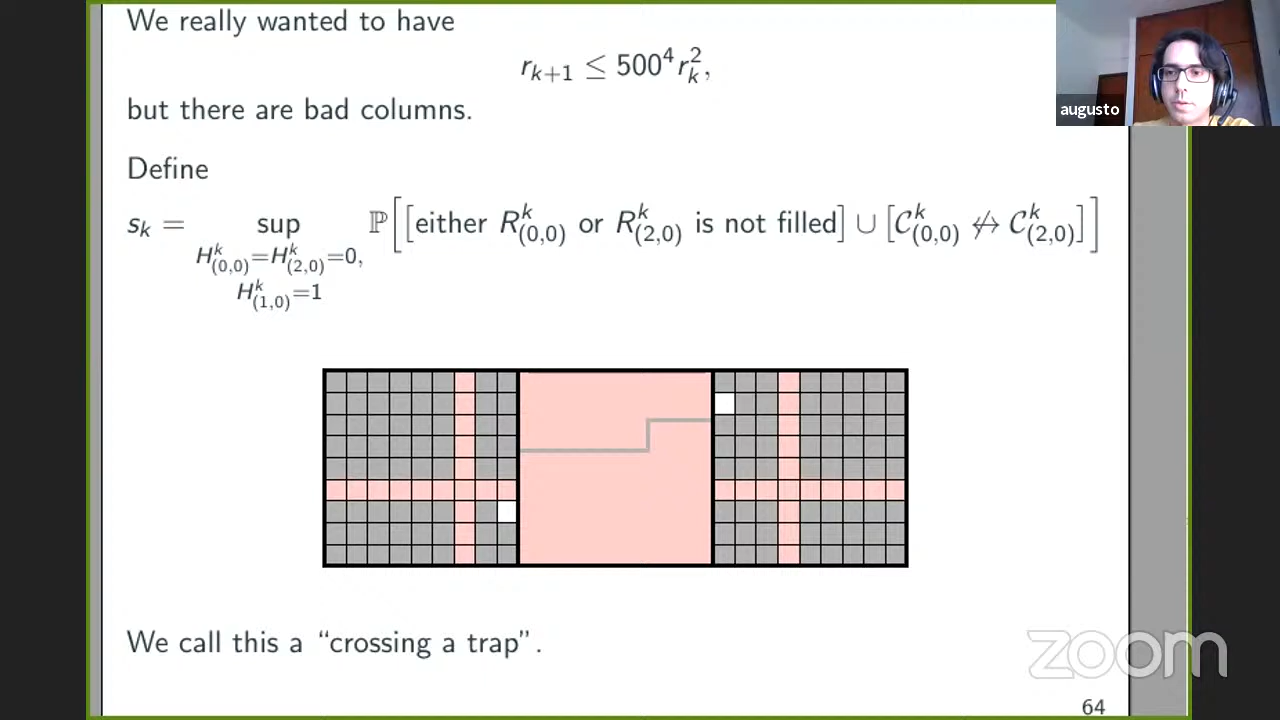 We really wanted to have
r_{k+1} ≤ 500^4 r_k^2,
but there are bad columns.
Define
s_k = sup_{H^k_{(0,0)}=H^k_{(2,0)}=0, H^k_{(1,0)}=1} ℙ[[either R^k_{(0,0)} or R^k_{(2,0)} is not filled] ∪ [𝒞^k_{(0,0)} ↮ 𝒞^k_{(2,0)}]]
We call this a “crossing a trap”.
64
augusto
zoom